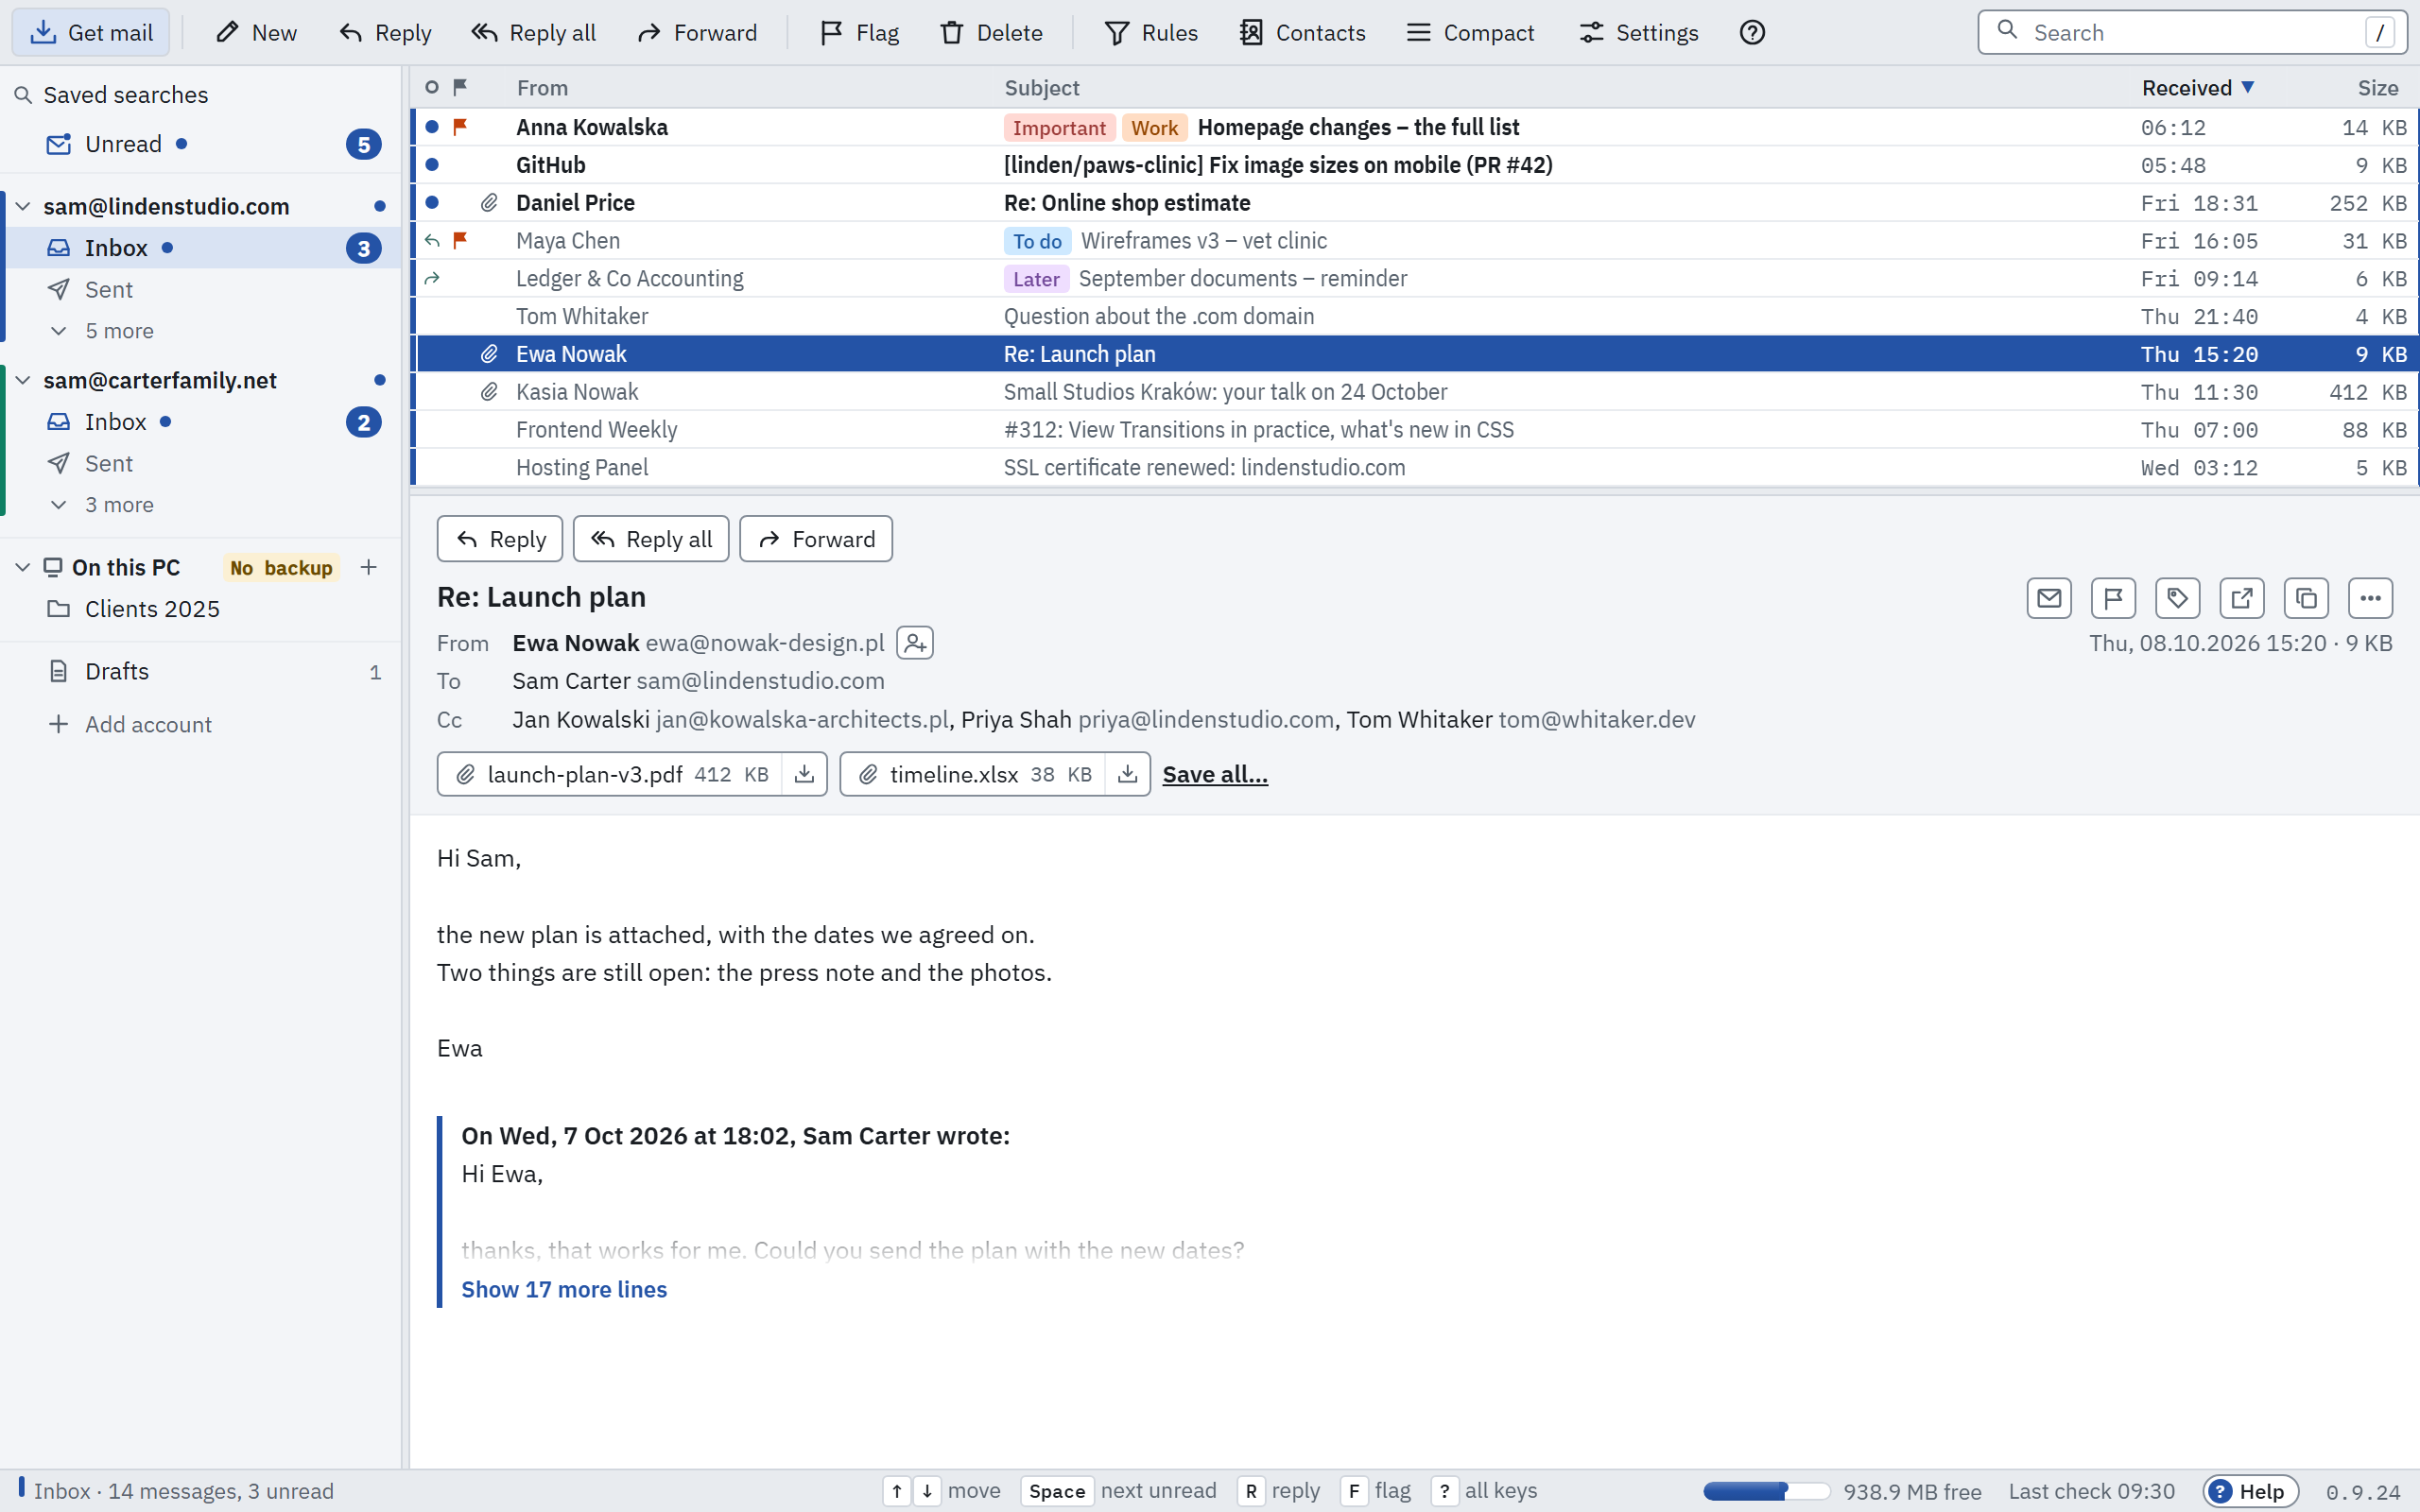 Get mail New Reply Reply all Forward Flag Delete Rules Contacts Compact Settings ? Search /
Saved searches
Unread 5
sam@lindenstudio.com
Inbox 3
Sent
5 more
sam@carterfamily.net
Inbox 2
Sent
3 more
On this PC No backup +
Clients 2025
Drafts 1
+ Add account
From Subject Received Size
Anna Kowalska Important Work Homepage changes – the full list 06:12 14 KB
GitHub [linden/paws-clinic] Fix image sizes on mobile (PR #42) 05:48 9 KB
Daniel Price Re: Online shop estimate Fri 18:31 252 KB
Maya Chen To do Wireframes v3 – vet clinic Fri 16:05 31 KB
Ledger & Co Accounting Later September documents – reminder Fri 09:14 6 KB
Tom Whitaker Question about the .com domain Thu 21:40 4 KB
Ewa Nowak Re: Launch plan Thu 15:20 9 KB
Kasia Nowak Small Studios Kraków: your talk on 24 October Thu 11:30 412 KB
Frontend Weekly #312: View Transitions in practice, what's new in CSS Thu 07:00 88 KB
Hosting Panel SSL certificate renewed: lindenstudio.com Wed 03:12 5 KB
Reply Reply all Forward
Re: Launch plan
From Ewa Nowak ewa@nowak-design.pl Thu, 08.10.2026 15:20 · 9 KB
To Sam Carter sam@lindenstudio.com
Cc Jan Kowalski jan@kowalska-architects.pl, Priya Shah priya@lindenstudio.com, Tom Whitaker tom@whitaker.dev
launch-plan-v3.pdf 412 KB timeline.xlsx 38 KB Save all...
Hi Sam,
the new plan is attached, with the dates we agreed on.
Two things are still open: the press note and the photos.
Ewa
On Wed, 7 Oct 2026 at 18:02, Sam Carter wrote:
Hi Ewa,
thanks, that works for me. Could you send the plan with the new dates?
Show 17 more lines
Inbox · 14 messages, 3 unread ↑ ↓ move Space next unread R reply F flag ? all keys 938.9 MB free Last check 09:30 ? Help 0.9.24